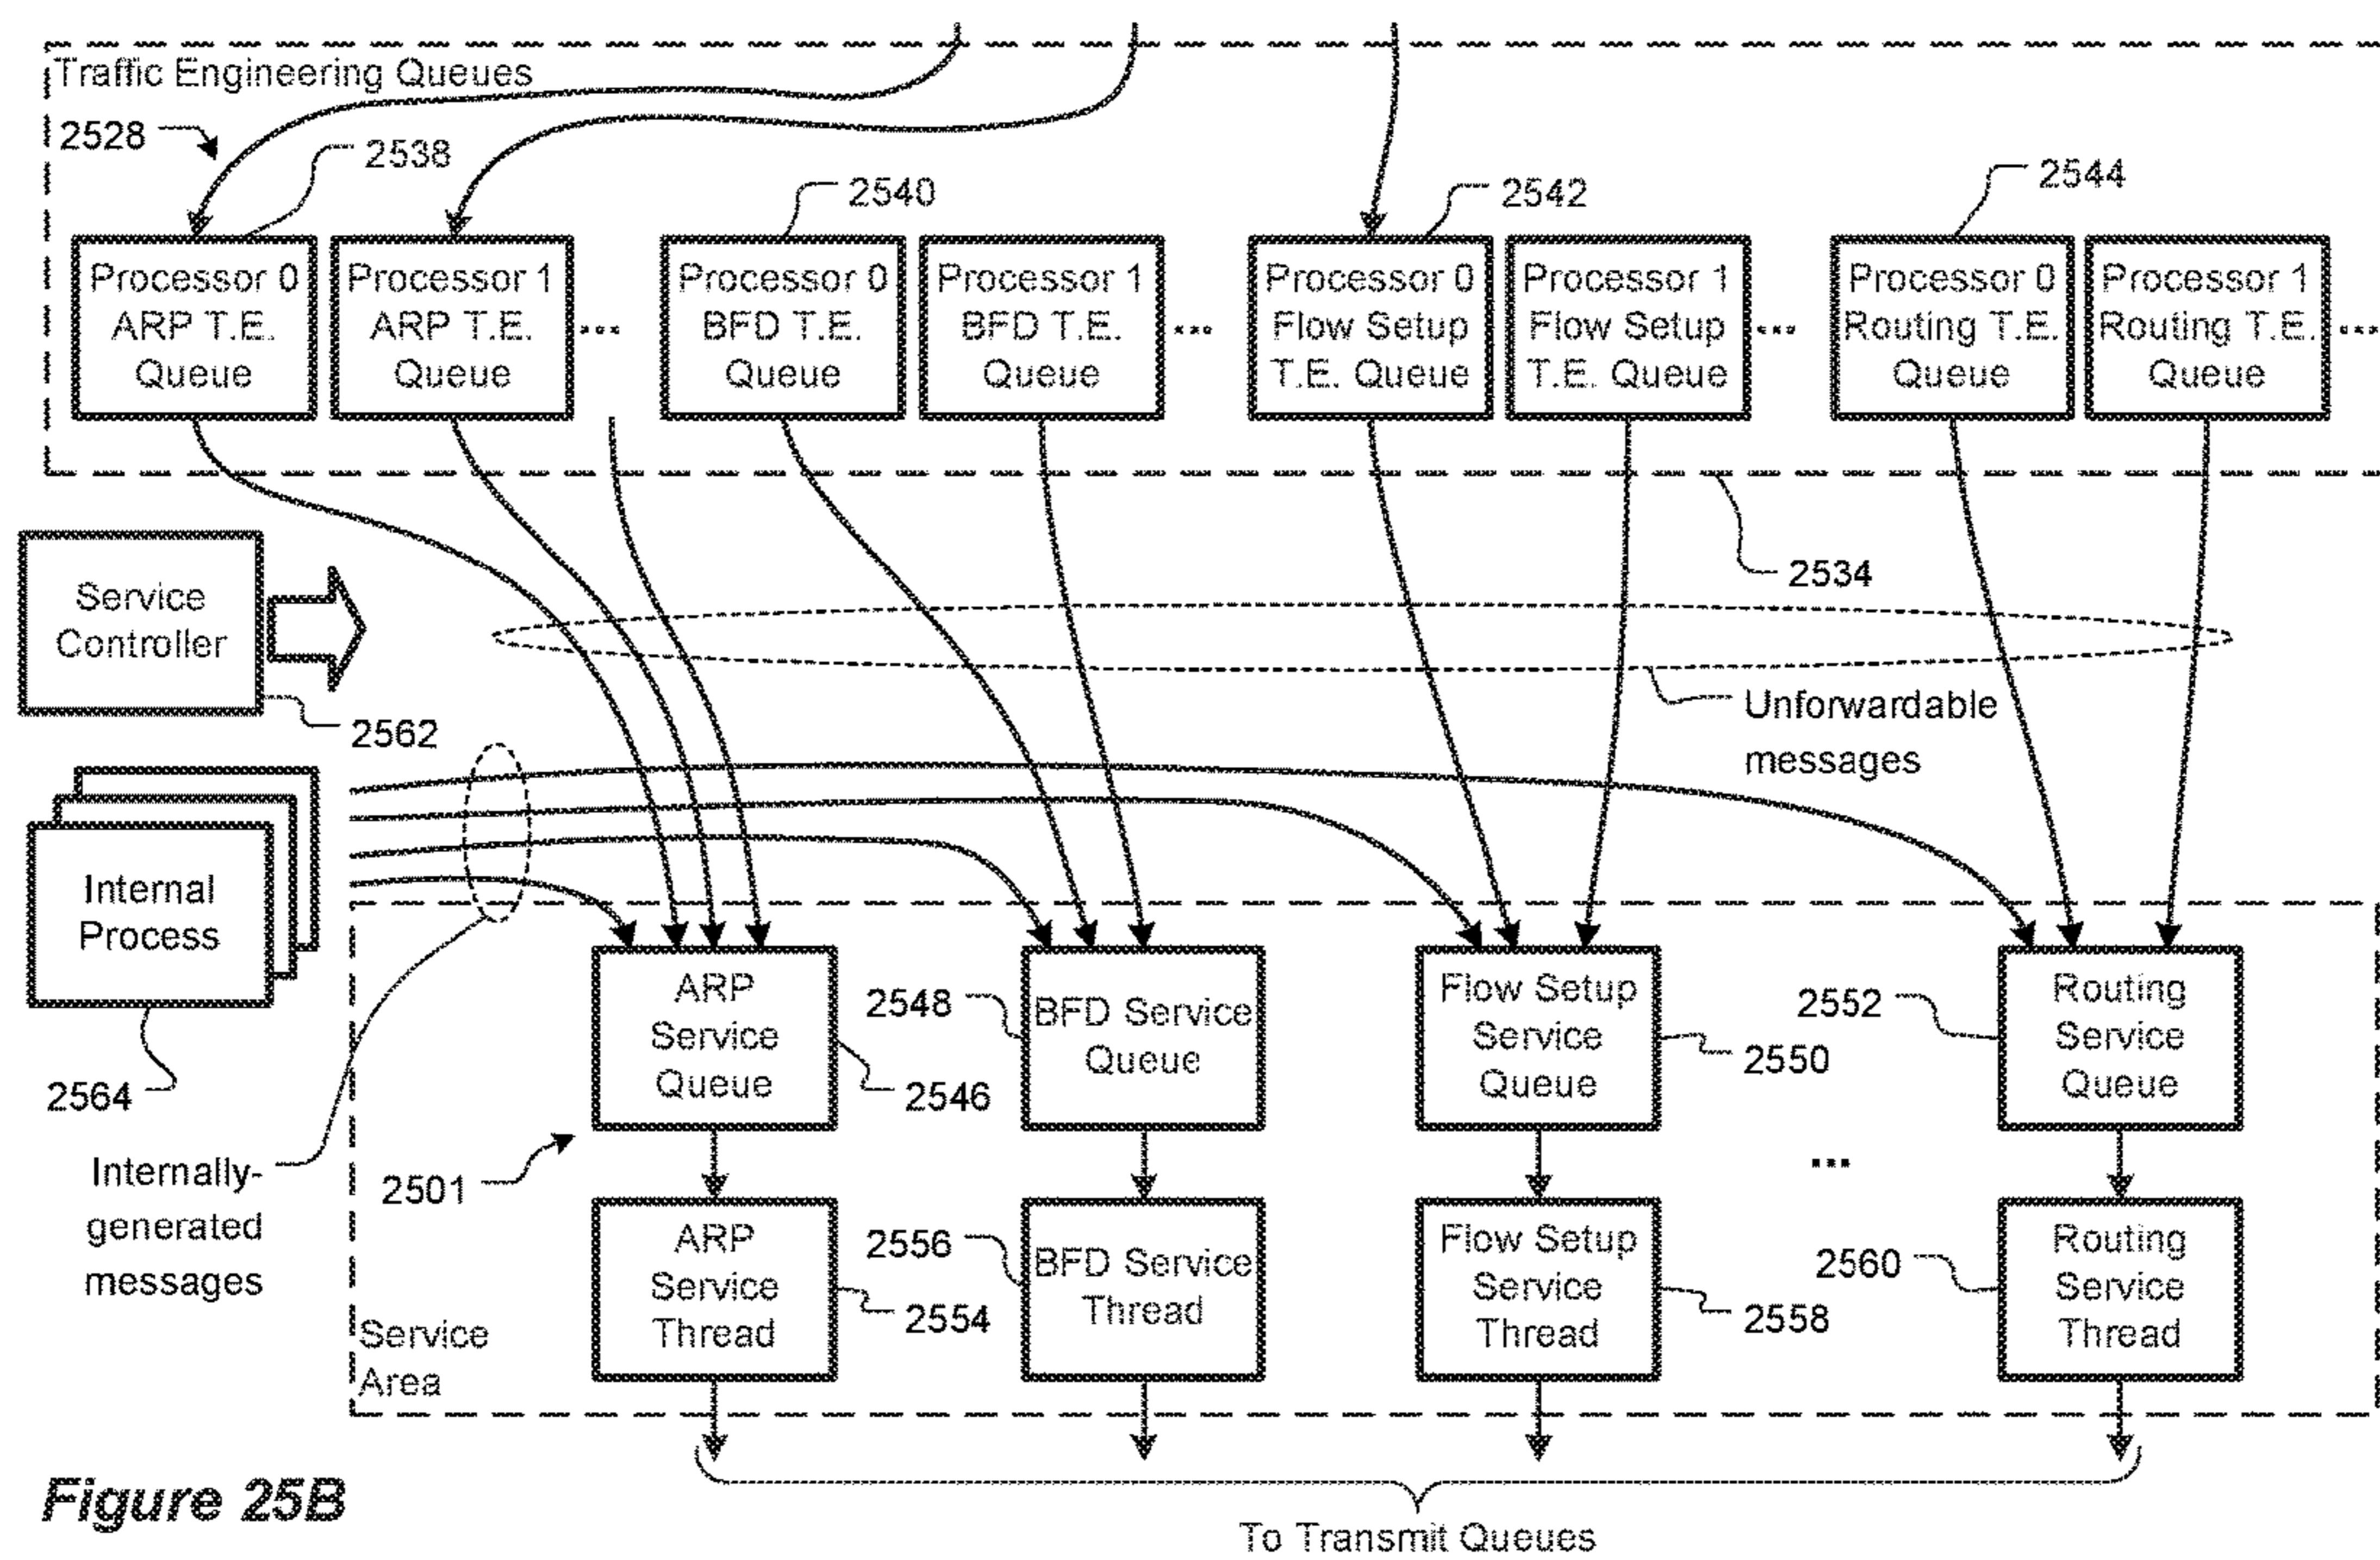 Traffic Engineering Queues
2528
2538
2540
2542
2544
Processor 0
ARP T.E.
Queue
Processor 1
ARP T.E.
Queue
...
Processor 0
BFD T.E.
Queue
Processor 1
BFD T.E.
Queue
...
Processor 0
Flow Setup
T.E. Queue
Processor 1
Flow Setup
T.E. Queue
...
Processor 0
Routing T.E.
Queue
Processor 1
Routing T.E.
Queue
...
2534
Service
Controller
2562
Unforwardable
messages
Internal
Process
2564
Internally-
generated
messages
ARP
Service
Queue
2546
2548
BFD Service
Queue
Flow Setup
Service
Queue
2550
2552
Routing
Service
Queue
2501
...
ARP
Service
Thread
2554
2556
BFD Service
Thread
Flow Setup
Service
Thread
2558
2560
Routing
Service
Thread
Service
Area
Figure 25B
To Transmit Queues